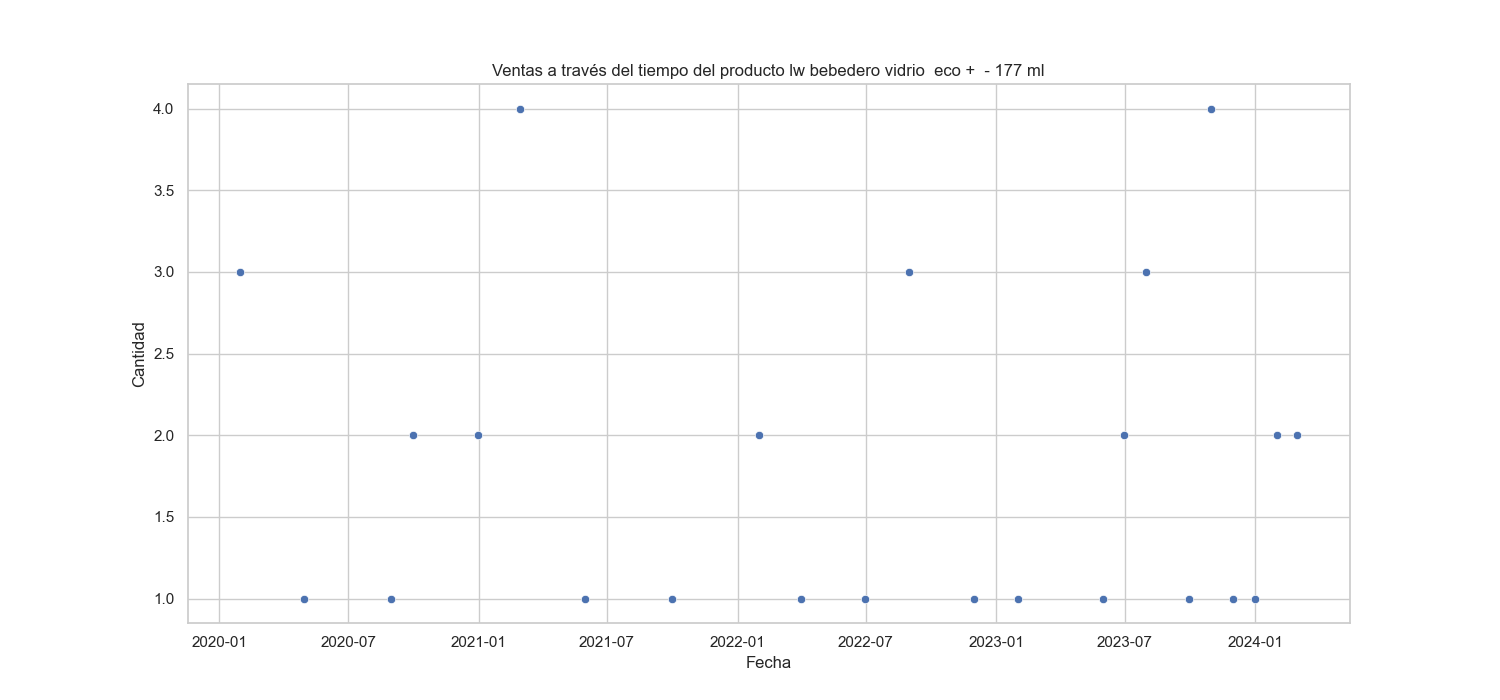 Ventas a través del tiempo del producto lw bebedero vidrio  eco +  - 177 ml
4.0
3.5
3.0
2.5
2.0
1.5
1.0
Cantidad
2020-01 2020-07 2021-01 2021-07 2022-01 2022-07 2023-01 2023-07 2024-01
Fecha